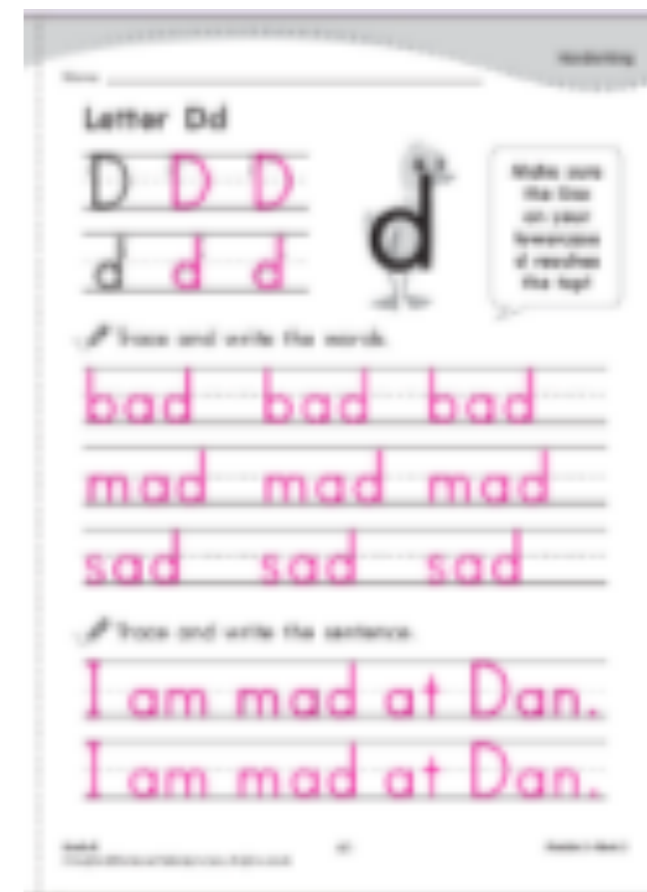 Handwriting
Name
Letter Dd
D D D
d d d
d
Make sure
the line
on your
lowercase
d reaches
the top!
Trace and write the words.
bad bad bad
mad mad mad
sad sad sad
Trace and write the sentence.
I am mad at Dan.
I am mad at Dan.